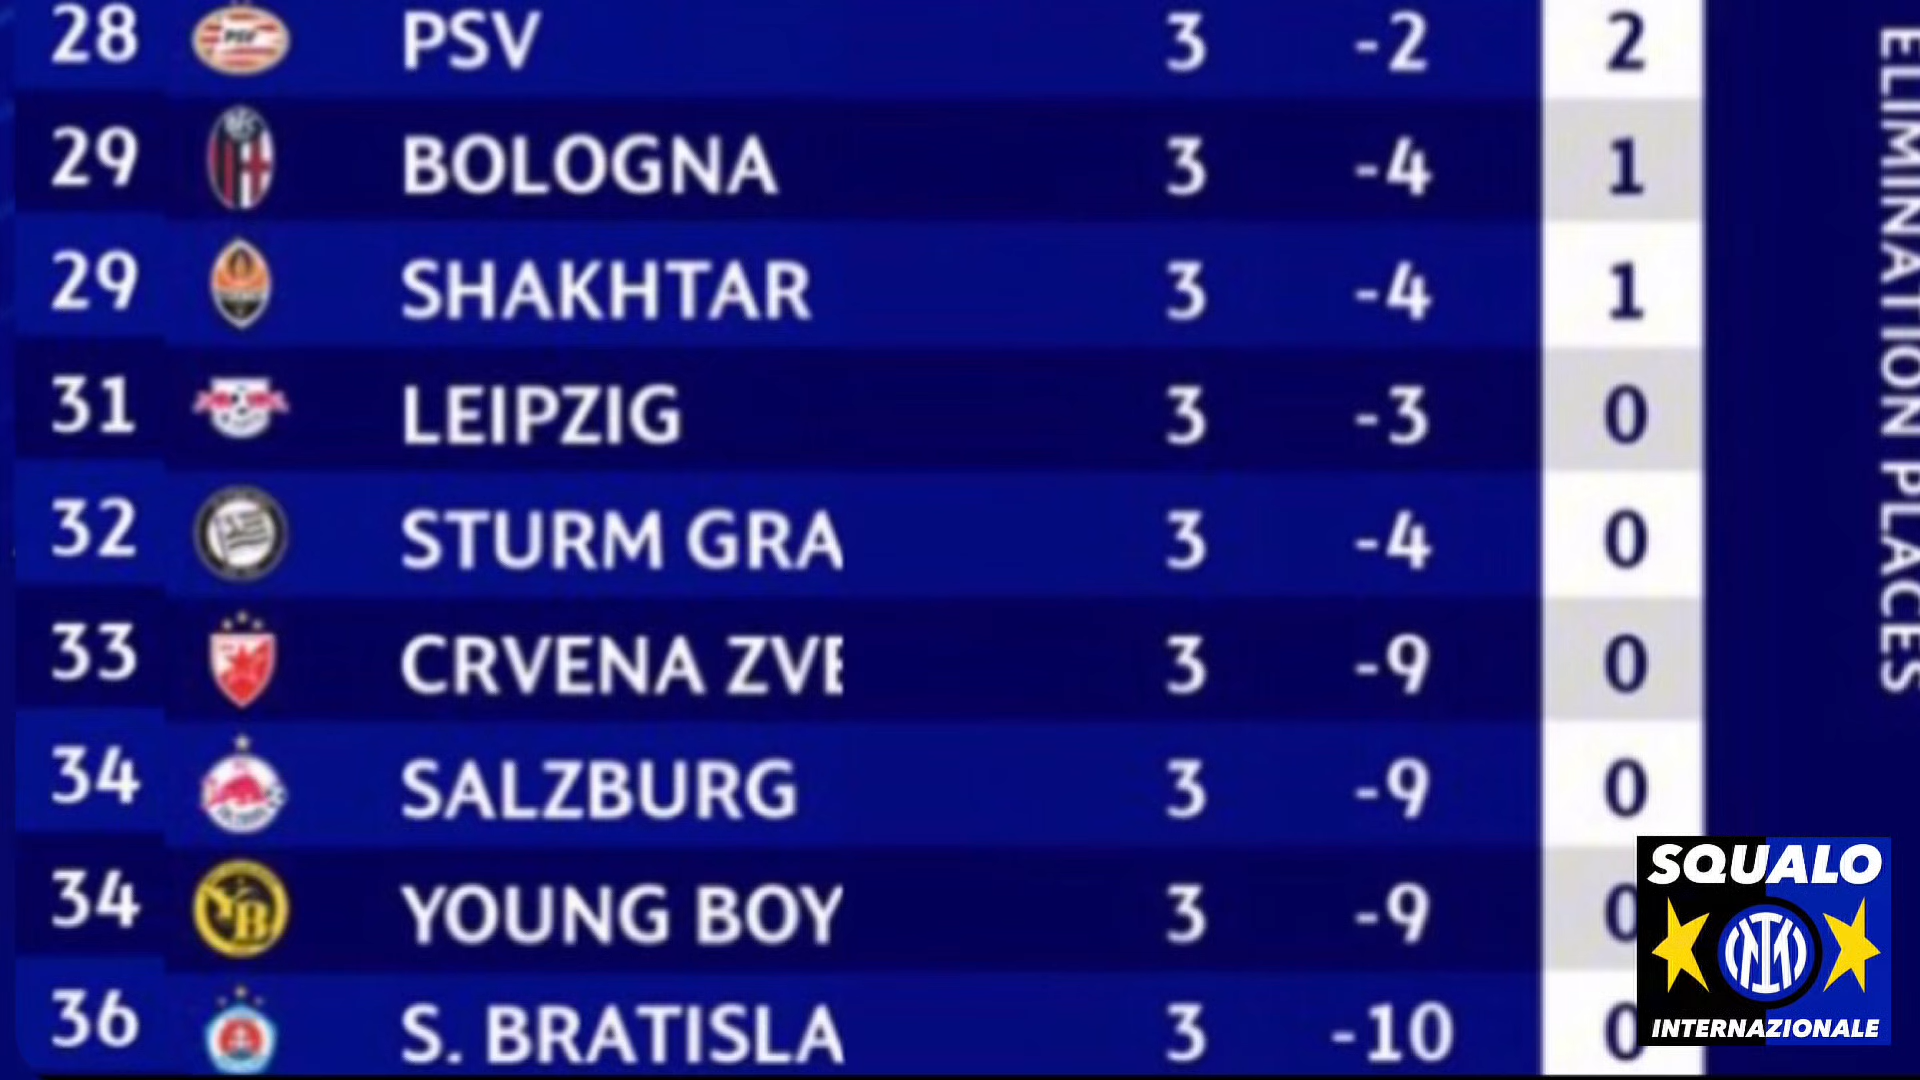 28 PSV 3 -2 2
29 BOLOGNA 3 -4 1
29 SHAKHTAR 3 -4 1
31 LEIPZIG 3 -3 0
32 STURM GRA 3 -4 0
33 CRVENA ZVE 3 -9 0
34 SALZBURG 3 -9 0
34 YOUNG BOY 3 -9 0
36 S. BRATISLA 3 -10 0
ELIMINATION PLACES
SQUALO
INTERNAZIONALE